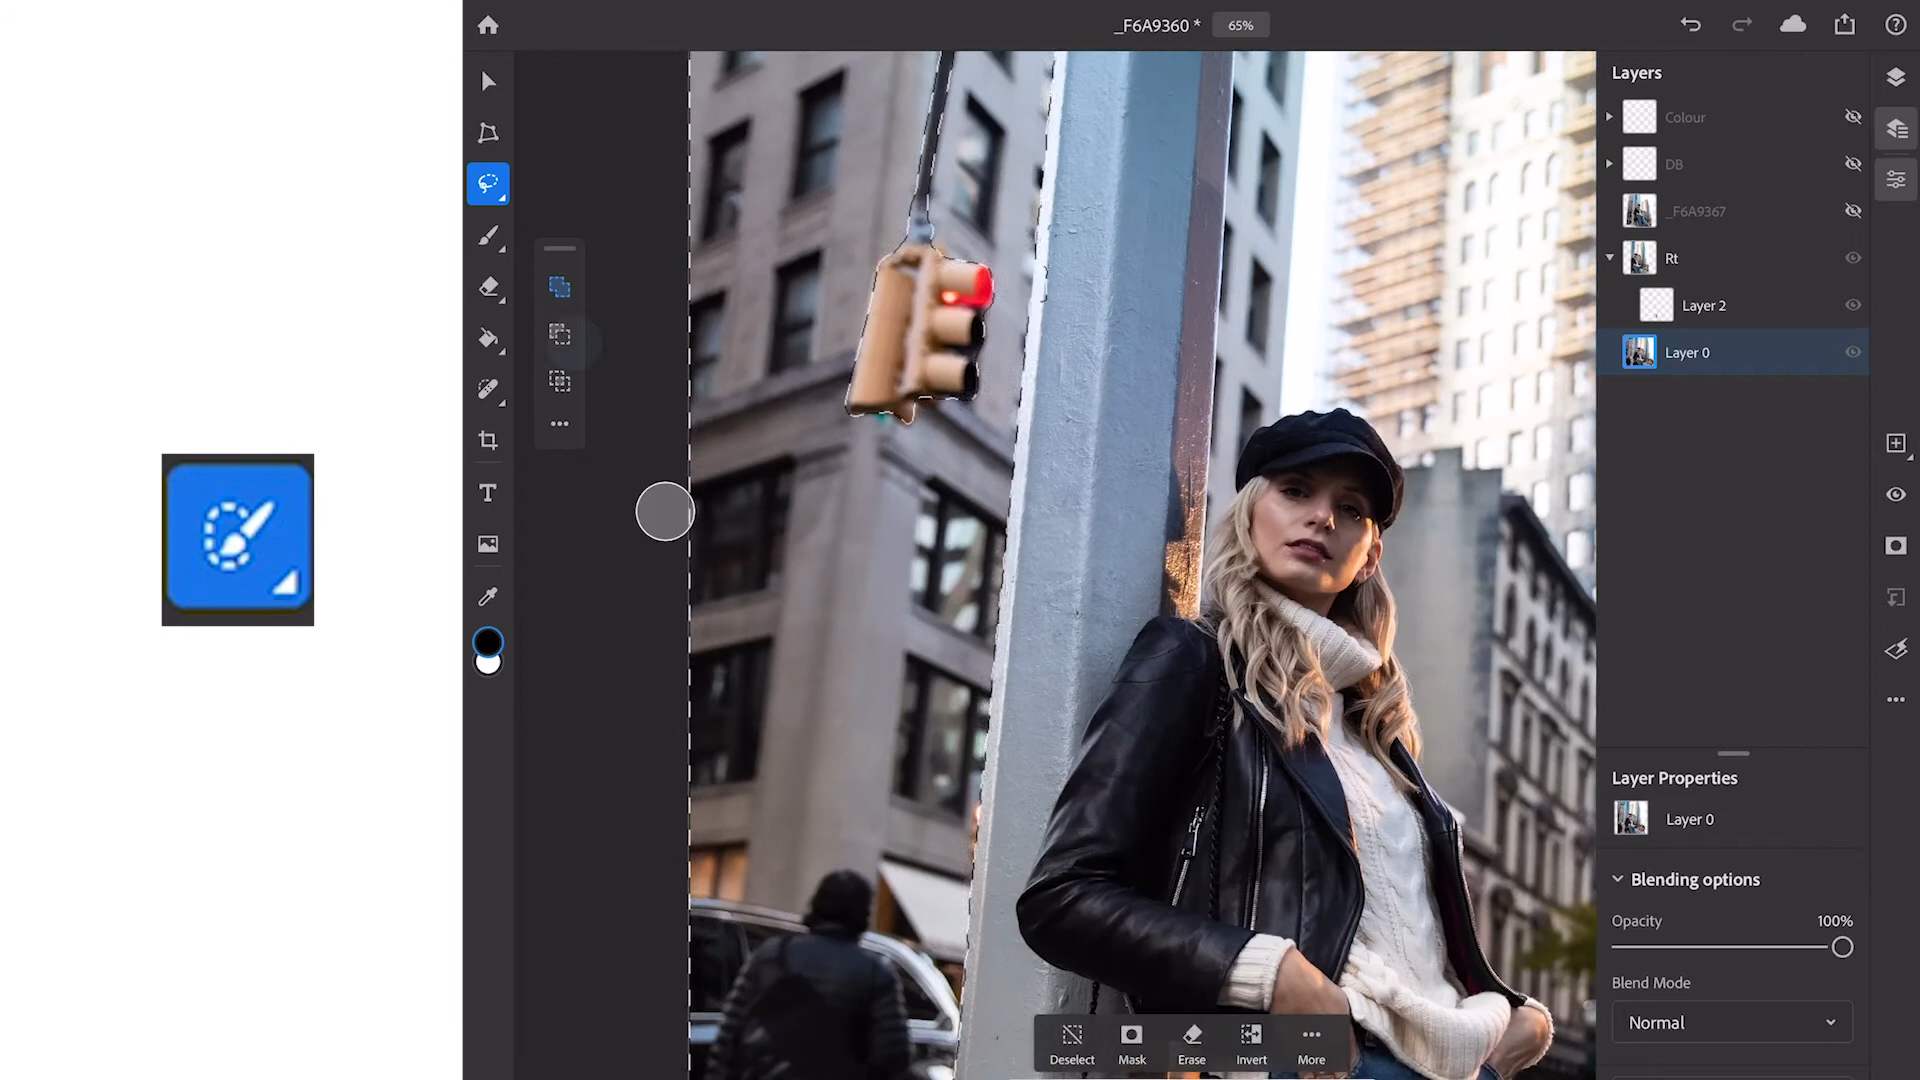 _F6A9360 *
65%
Layers
Colour
DB
_F6A9367
Rt
Layer 2
Layer 0
T
Layer Properties
Layer 0
Blending options
Opacity
100%
Blend Mode
Normal
Deselect
Mask
Erase
Invert
More